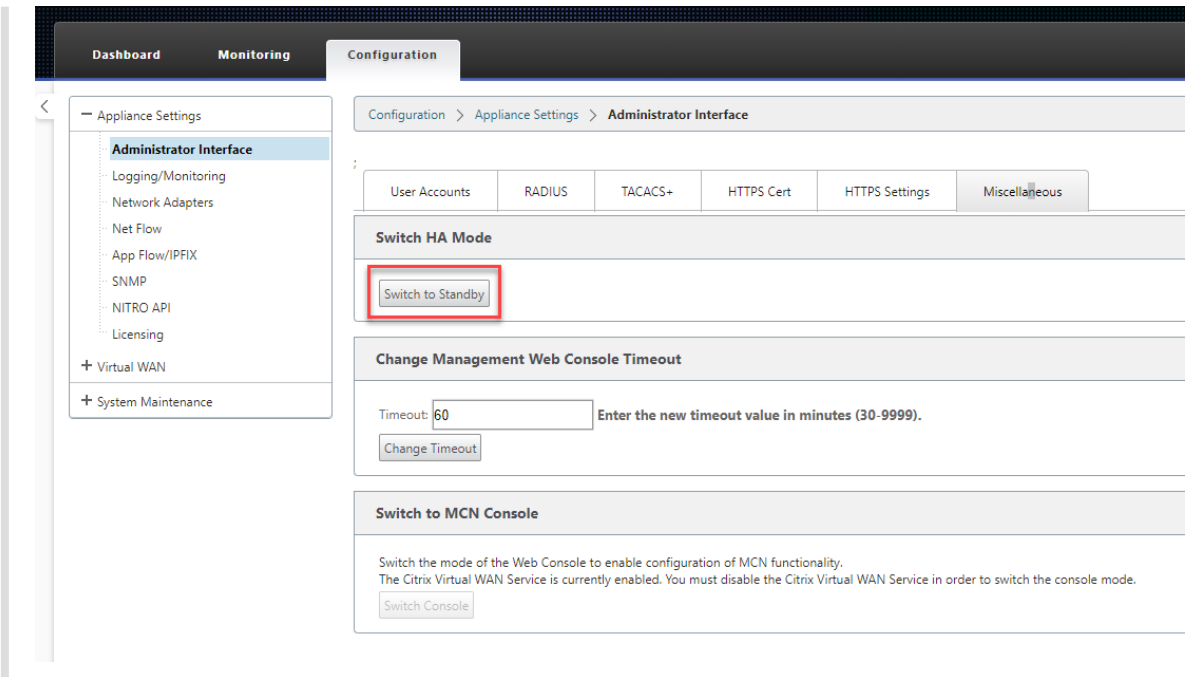 Dashboard Monitoring Configuration
Appliance Settings
Administrator Interface
Logging/Monitoring
Network Adapters
Net Flow
App Flow/IPFIX
SNMP
NITRO API
Licensing
Virtual WAN
System Maintenance
Configuration > Appliance Settings > Administrator Interface
;
User Accounts RADIUS TACACS+ HTTPS Cert HTTPS Settings Miscellaneous
Switch HA Mode
Switch to Standby
Change Management Web Console Timeout
Timeout: 60 Enter the new timeout value in minutes (30-9999).
Change Timeout
Switch to MCN Console
Switch the mode of the Web Console to enable configuration of MCN functionality.
The Citrix Virtual WAN Service is currently enabled. You must disable the Citrix Virtual WAN Service in order to switch the console mode.
Switch Console